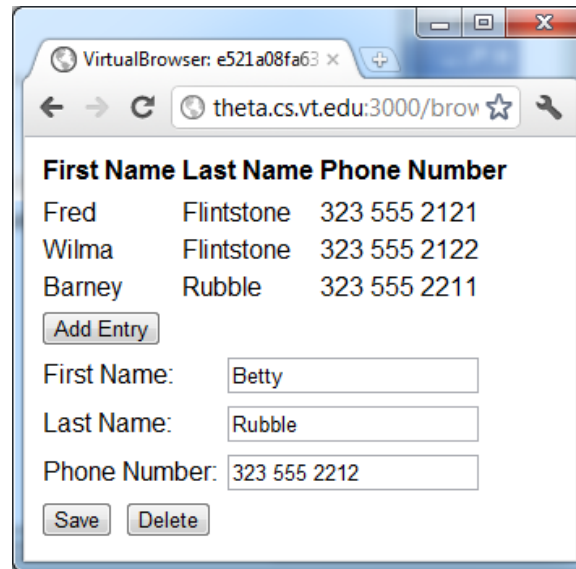 VirtualBrowser: e521a08fa63
theta.cs.vt.edu:3000/brow
First Name Last Name Phone Number
Fred Flintstone 323 555 2121
Wilma Flintstone 323 555 2122
Barney Rubble 323 555 2211
Add Entry
First Name: Betty
Last Name: Rubble
Phone Number: 323 555 2212
Save Delete